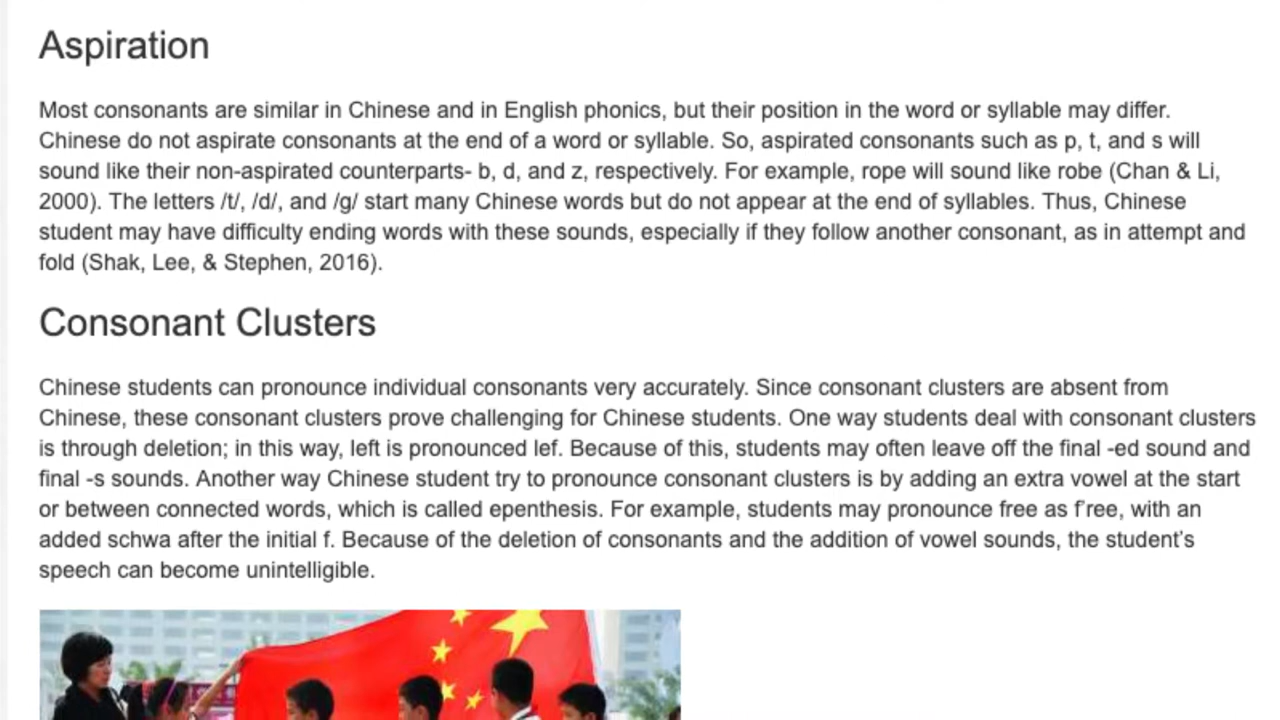 Aspiration
Most consonants are similar in Chinese and in English phonics, but their position in the word or syllable may differ.
Chinese do not aspirate consonants at the end of a word or syllable. So, aspirated consonants such as p, t, and s will
sound like their non-aspirated counterparts- b, d, and z, respectively. For example, rope will sound like robe (Chan & Li,
2000). The letters /t/, /d/, and /g/ start many Chinese words but do not appear at the end of syllables. Thus, Chinese
student may have difficulty ending words with these sounds, especially if they follow another consonant, as in attempt and
fold (Shak, Lee, & Stephen, 2016).
Consonant Clusters
Chinese students can pronounce individual consonants very accurately. Since consonant clusters are absent from
Chinese, these consonant clusters prove challenging for Chinese students. One way students deal with consonant clusters
is through deletion; in this way, left is pronounced lef. Because of this, students may often leave off the final -ed sound and
final -s sounds. Another way Chinese student try to pronounce consonant clusters is by adding an extra vowel at the start
or between connected words, which is called epenthesis. For example, students may pronounce free as f'ree, with an
added schwa after the initial f. Because of the deletion of consonants and the addition of vowel sounds, the student's
speech can become unintelligible.